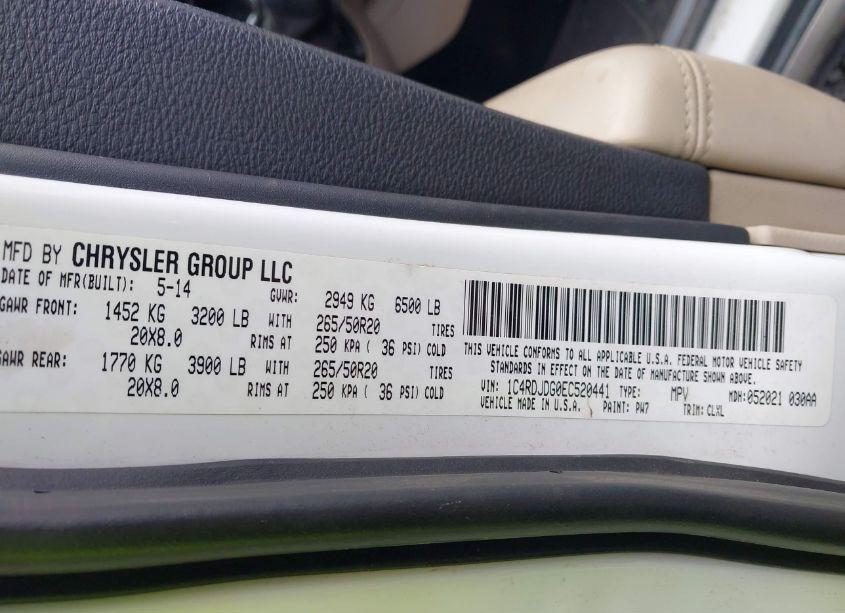 MFD BY CHRYSLER GROUP LLC
DATE OF MFR(BUILT): 5-14 GVWR: 2949 KG 6500 LB
GAWR FRONT: 1452 KG 3200 LB WITH 265/50R20 TIRES
20X8.0 RIMS AT 250 KPA ( 36 PSI) COLD
GAWR REAR: 1770 KG 3900 LB WITH 265/50R20 TIRES
20X8.0 RIMS AT 250 KPA ( 36 PSI) COLD
THIS VEHICLE CONFORMS TO ALL APPLICABLE U.S.A. FEDERAL MOTOR VEHICLE SAFETY
STANDARDS IN EFFECT ON THE DATE OF MANUFACTURE SHOWN ABOVE.
VIN: 1C4RDJDG0EC520441 TYPE: MPV MDH:052021 030AA
VEHICLE MADE IN U.S.A. PAINT: PW7 TRIM: CLXL